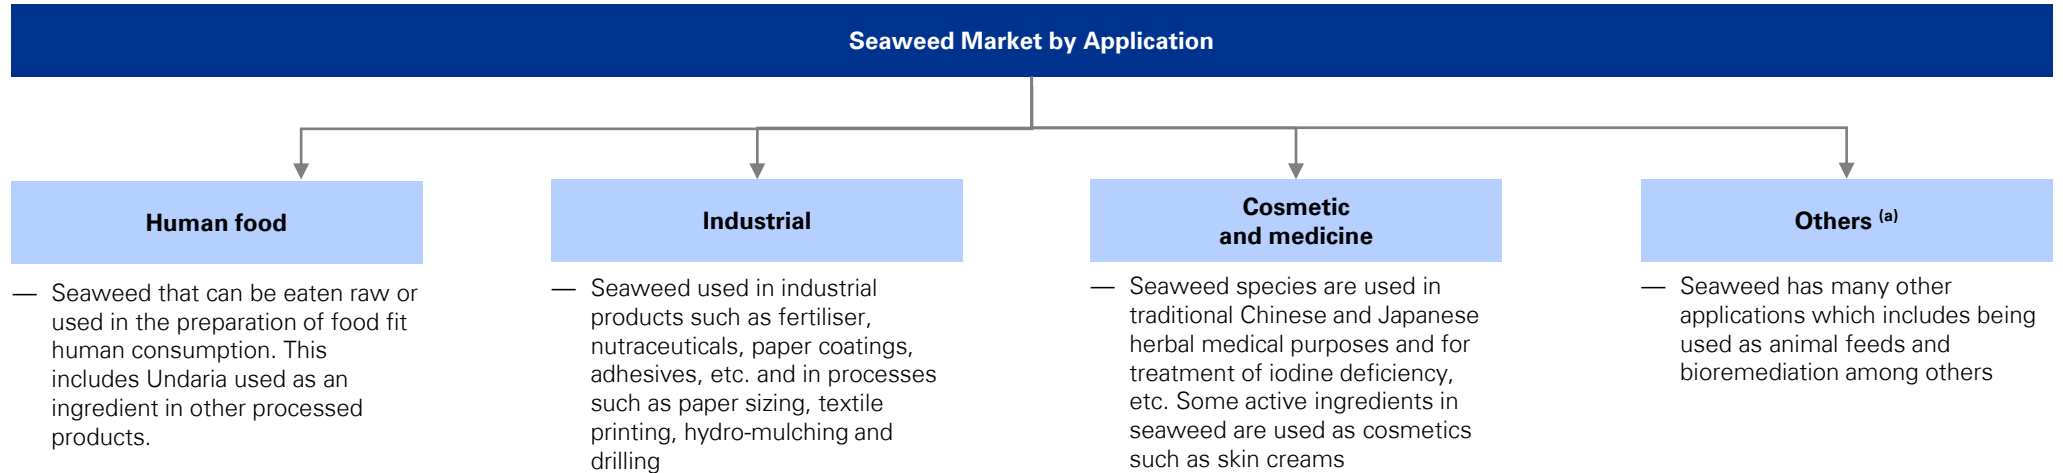 Seaweed Market by Application
Human food
— Seaweed that can be eaten raw or
used in the preparation of food fit
human consumption. This
includes Undaria used as an
ingredient in other processed
products.
Industrial
— Seaweed used in industrial
products such as fertiliser,
nutraceuticals, paper coatings,
adhesives, etc. and in processes
such as paper sizing, textile
printing, hydro-mulching and
drilling
Cosmetic
and medicine
— Seaweed species are used in
traditional Chinese and Japanese
herbal medical purposes and for
treatment of iodine deficiency,
etc. Some active ingredients in
seaweed are used as cosmetics
such as skin creams
Others (a)
— Seaweed has many other
applications which includes being
used as animal feeds and
bioremediation among others